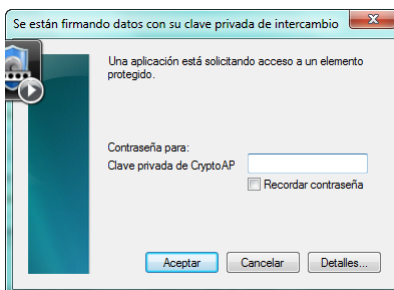 Se están firmando datos con su clave privada de intercambio
Una aplicación está solicitando acceso a un elemento
protegido.
Contraseña para:
Clave privada de CryptoAP
Recordar contraseña
Aceptar
Cancelar
Detalles...